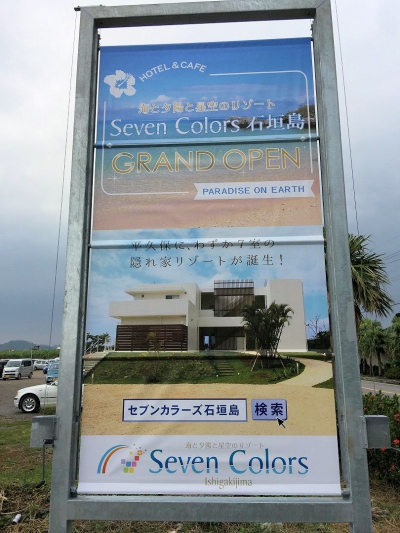 HOTEL & CAFE
海と夕陽と星空のリゾート
Seven Colors 石垣島
GRAND OPEN
PARADISE ON EARTH
平久保に、わずか7室の
隠れ家リゾートが誕生!
セブンカラーズ石垣島 検索
海と夕陽と星空のリゾート
Seven Colors
Ishigakijima